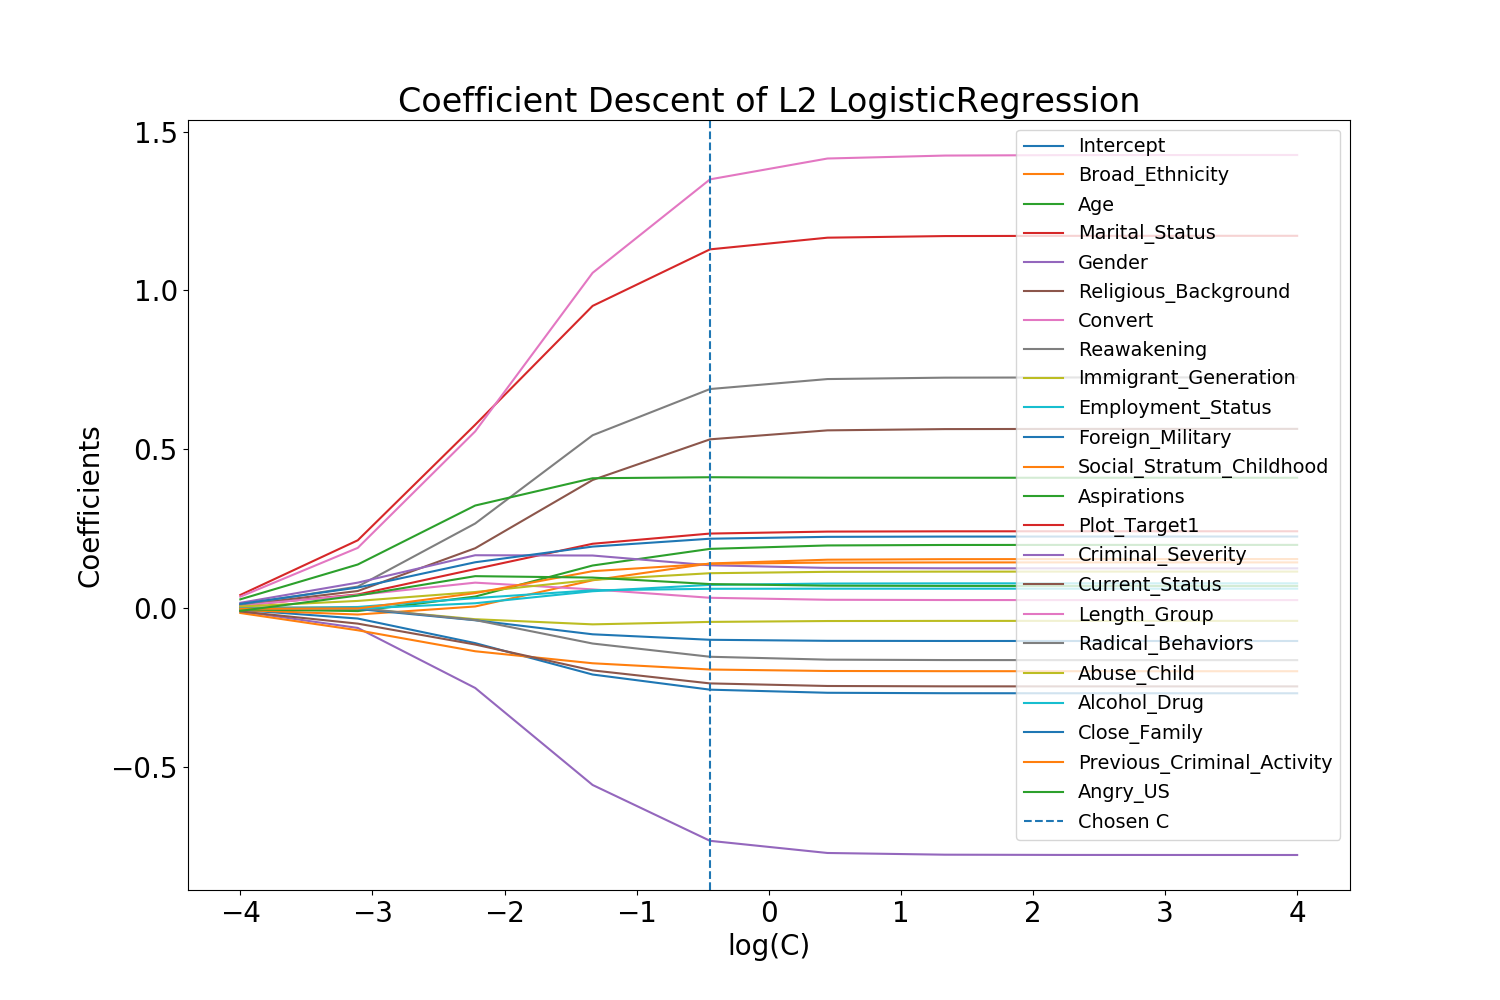 Coefficient Descent of L2 LogisticRegression
1.5
1.0
0.5
0.0
−0.5
Coefficients
−4
−3
−2
−1
0
1
2
3
4
log(C)
Intercept
Broad_Ethnicity
Age
Marital_Status
Gender
Religious_Background
Convert
Reawakening
Immigrant_Generation
Employment_Status
Foreign_Military
Social_Stratum_Childhood
Aspirations
Plot_Target1
Criminal_Severity
Current_Status
Length_Group
Radical_Behaviors
Abuse_Child
Alcohol_Drug
Close_Family
Previous_Criminal_Activity
Angry_US
Chosen C